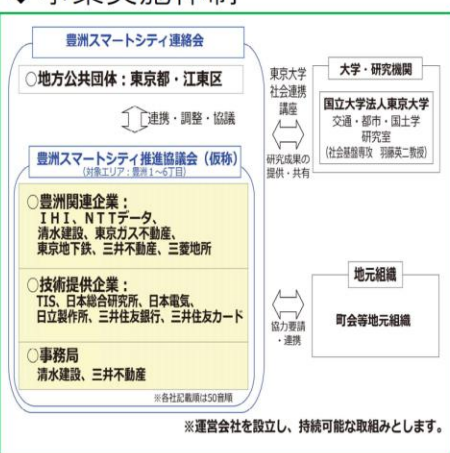 豊洲スマートシティ連絡会
○地方公共団体：東京都・江東区
連携・調整・協議
豊洲スマートシティ推進協議会（仮称）
（対象エリア：豊洲１～６丁目）
○豊洲関連企業：
ＩＨＩ、ＮＴＴデータ、
清水建設、東京ガス不動産、
東京地下鉄、三井不動産、三菱地所
○技術提供企業：
TIS、日本総合研究所、日本電気、
日立製作所、三井住友銀行、三井住友カード
○事務局
清水建設、三井不動産
※各社記載順は50音順
東京大学
社会連携
講座
研究成果の
提供・共有
大学・研究機関
国立大学法人東京大学
交通・都市・国土学
研究室
（社会基盤専攻　羽藤英二教授）
協力要請
・連携
地元組織
町会等地元組織
※運営会社を設立し、持続可能な取組みとします。